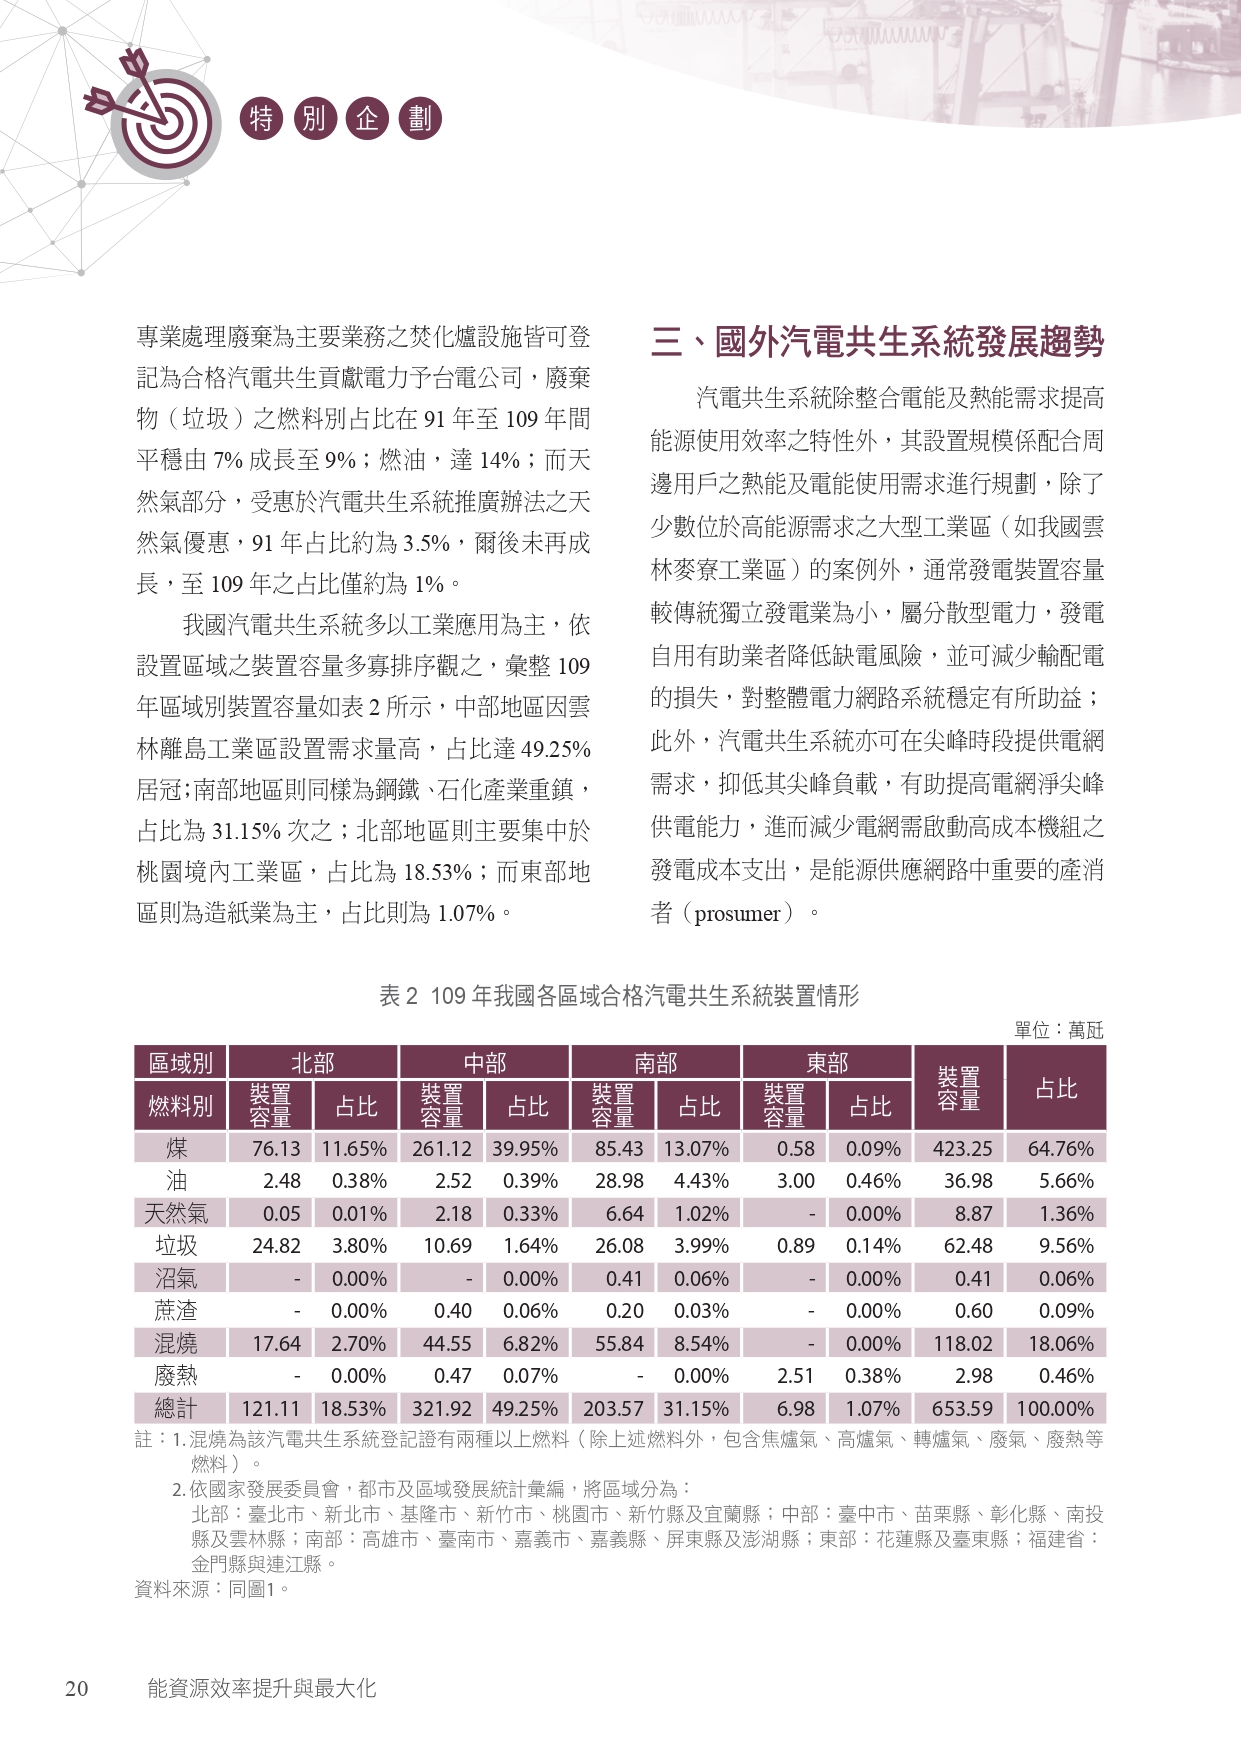 特別企劃
專業處理廢棄為主要業務之焚化爐設施皆可登
記為合格汽電共生貢獻電力予台電公司，廢棄
物（垃圾）之燃料別占比在 91 年至 109 年間
平穩由 7% 成長至 9%；燃油，達 14%；而天
然氣部分，受惠於汽電共生系統推廣辦法之天
然氣優惠，91 年占比約為 3.5%，爾後未再成
長，至 109 年之占比僅約為 1%。
我國汽電共生系統多以工業應用為主，依
設置區域之裝置容量多寡排序觀之，彙整 109
年區域別裝置容量如表 2 所示，中部地區因雲
林離島工業區設置需求量高，占比達 49.25%
居冠；南部地區則同樣為鋼鐵、石化產業重鎮，
占比為 31.15% 次之；北部地區則主要集中於
桃園境內工業區，占比為 18.53%；而東部地
區則為造紙業為主，占比則為 1.07%。
三、國外汽電共生系統發展趨勢
汽電共生系統除整合電能及熱能需求提高
能源使用效率之特性外，其設置規模係配合周
邊用戶之熱能及電能使用需求進行規劃，除了
少數位於高能源需求之大型工業區（如我國雲
林麥寮工業區）的案例外，通常發電裝置容量
較傳統獨立發電業為小，屬分散型電力，發電
自用有助業者降低缺電風險，並可減少輸配電
的損失，對整體電力網路系統穩定有所助益；
此外，汽電共生系統亦可在尖峰時段提供電網
需求，抑低其尖峰負載，有助提高電網淨尖峰
供電能力，進而減少電網需啟動高成本機組之
發電成本支出，是能源供應網路中重要的產消
者（prosumer）。
表 2 109 年我國各區域合格汽電共生系統裝置情形
單位：萬瓩
區域別 北部 中部 南部 東部 裝置容量 占比
燃料別 裝置容量 占比 裝置容量 占比 裝置容量 占比 裝置容量 占比
煤 76.13 11.65% 261.12 39.95% 85.43 13.07% 0.58 0.09% 423.25 64.76%
油 2.48 0.38% 2.52 0.39% 28.98 4.43% 3.00 0.46% 36.98 5.66%
天然氣 0.05 0.01% 2.18 0.33% 6.64 1.02% - 0.00% 8.87 1.36%
垃圾 24.82 3.80% 10.69 1.64% 26.08 3.99% 0.89 0.14% 62.48 9.56%
沼氣 - 0.00% - 0.00% 0.41 0.06% - 0.00% 0.41 0.06%
蔗渣 - 0.00% 0.40 0.06% 0.20 0.03% - 0.00% 0.60 0.09%
混燒 17.64 2.70% 44.55 6.82% 55.84 8.54% - 0.00% 118.02 18.06%
廢熱 - 0.00% 0.47 0.07% - 0.00% 2.51 0.38% 2.98 0.46%
總計 121.11 18.53% 321.92 49.25% 203.57 31.15% 6.98 1.07% 653.59 100.00%
註：1.混燒為該汽電共生系統登記證有兩種以上燃料（除上述燃料外，包含焦爐氣、高爐氣、轉爐氣、廢氣、廢熱等
燃料）。
2.依國家發展委員會，都市及區域發展統計彙編，將區域分為：
北部：臺北市、新北市、基隆市、新竹市、桃園市、新竹縣及宜蘭縣；中部：臺中市、苗栗縣、彰化縣、南投
縣及雲林縣；南部：高雄市、臺南市、嘉義市、嘉義縣、屏東縣及澎湖縣；東部：花蓮縣及臺東縣；福建省：
金門縣與連江縣。
資料來源：同圖1。
20 能資源效率提升與最大化